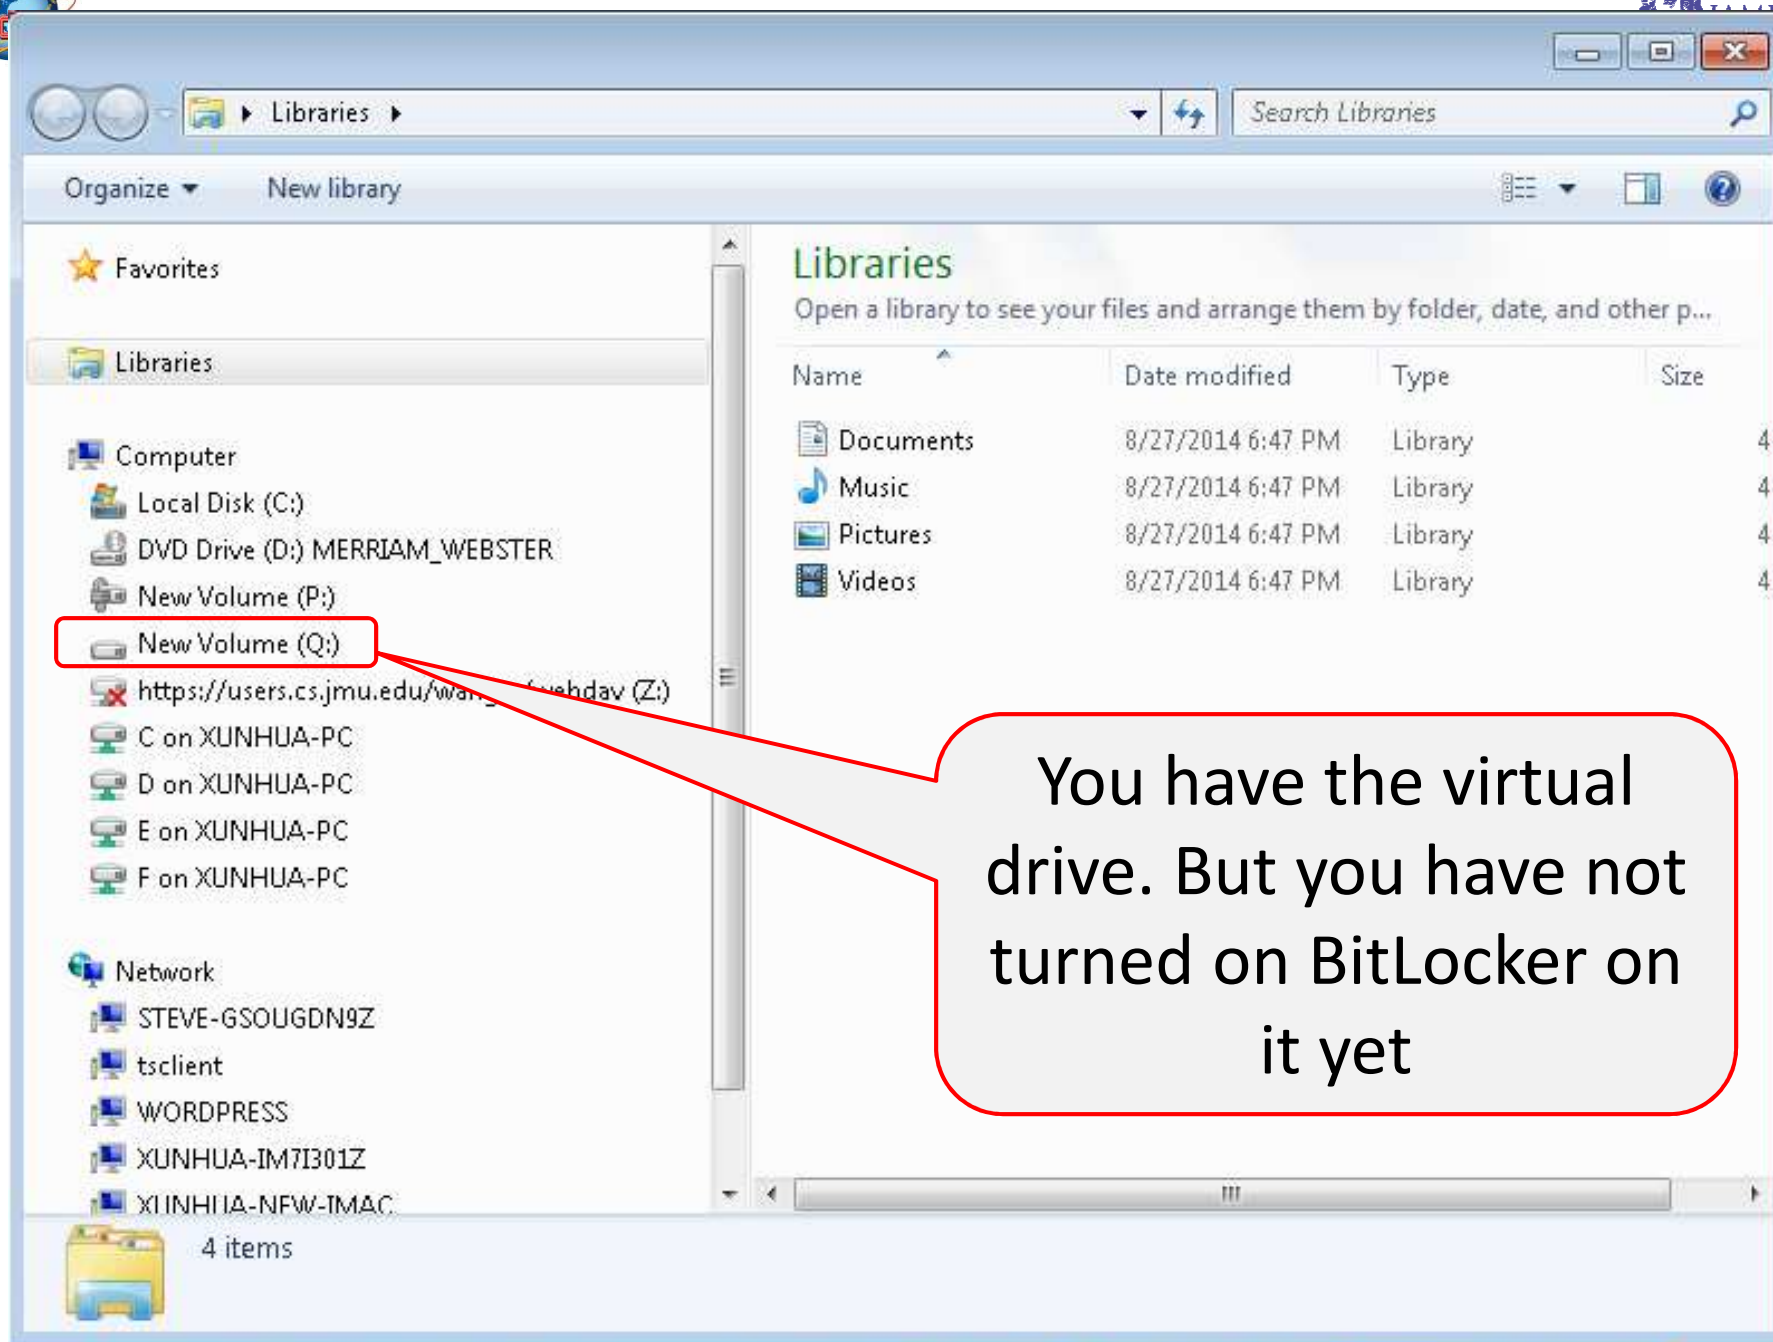 Libraries
Search Libraries
Organize
New library
Favorites
Libraries
Computer
Local Disk (C:)
DVD Drive (D:) MERRIAM_WEBSTER
New Volume (P:)
New Volume (Q:)
https://users.cs.jmu.edu/wan (Z:)
C on XUNHUA-PC
D on XUNHUA-PC
E on XUNHUA-PC
F on XUNHUA-PC
Network
STEVE-GSOUGDN9Z
tsclient
WORDPRESS
XUNHUA-IM7I301Z
XUNHUA-NEW-IMAC
Libraries
Open a library to see your files and arrange them by folder, date, and other p...
Name Date modified Type Size
Documents 8/27/2014 6:47 PM Library 4
Music 8/27/2014 6:47 PM Library 4
Pictures 8/27/2014 6:47 PM Library 4
Videos 8/27/2014 6:47 PM Library 4
You have the virtual
drive. But you have not
turned on BitLocker on
it yet
4 items